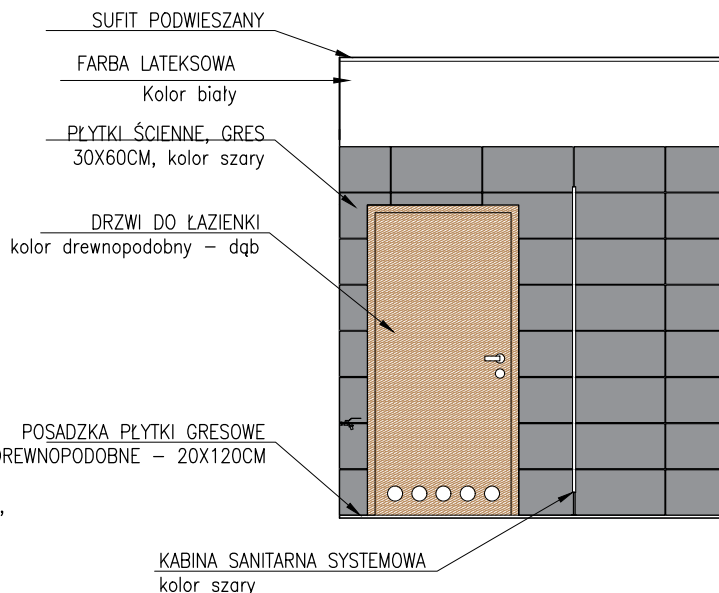 SUFIT PODWIESZANY
FARBA LATEKSOWA
Kolor biały
PŁYTKI ŚCIENNE, GRES
30X60CM, kolor szary
DRZWI DO ŁAZIENKI
kolor drewnopodobny – dąb
POSADZKA PŁYTKI GRESOWE
DREWNOPODOBNE – 20X120CM
,
KABINA SANITARNA SYSTEMOWA
kolor szary